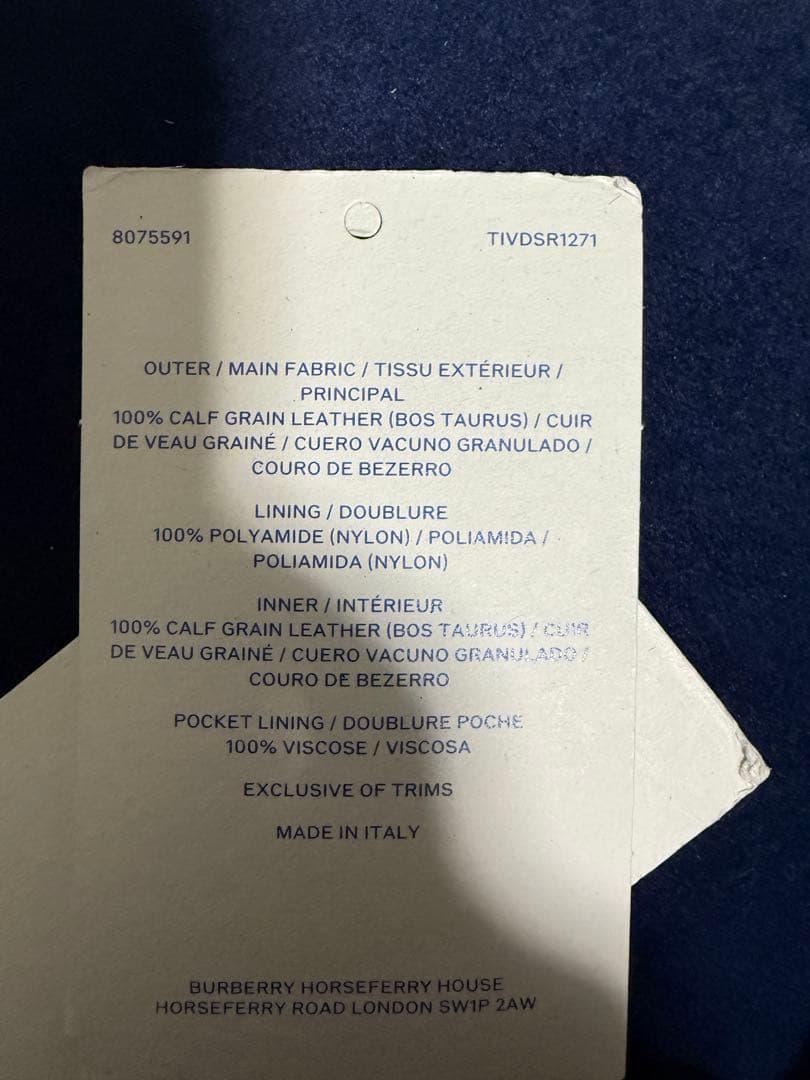 8075591 TIVDSR1271
OUTER / MAIN FABRIC / TISSU EXTÉRIEUR /
PRINCIPAL
100% CALF GRAIN LEATHER (BOS TAURUS) / CUIR
DE VEAU GRAINÉ / CUERO VACUNO GRANULADO /
COURO DE BEZERRO
LINING / DOUBLURE
100% POLYAMIDE (NYLON) / POLIAMIDA /
POLIAMIDA (NYLON)
INNER / INTÉRIEUR
100% CALF GRAIN LEATHER (BOS TAURUS) / CUIR
DE VEAU GRAINÉ / CUERO VACUNO GRANULADO /
COURO DE BEZERRO
POCKET LINING / DOUBLURE POCHE
100% VISCOSE / VISCOSA
EXCLUSIVE OF TRIMS
MADE IN ITALY
BURBERRY HORSEFERRY HOUSE
HORSEFERRY ROAD LONDON SW1P 2AW